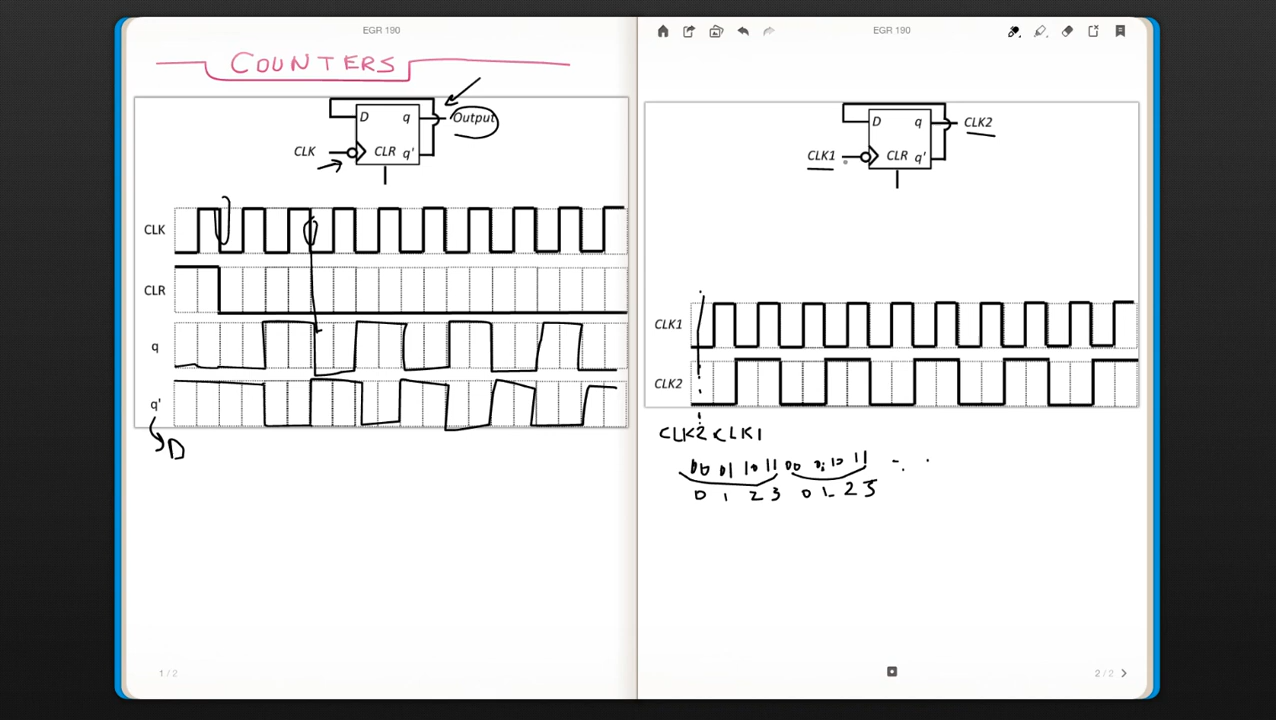 EGR 190
COUNTERS
D q Output
CLK CLR q'
CLK
CLR
q
q'
D
1 / 2
EGR 190
D q CLK2
CLK1 CLR q'
CLK1
CLK2
CLK2 CLK1
00 01 10 11 00 01 10 11
0 1 2 3 0 1 2 3
2 / 2